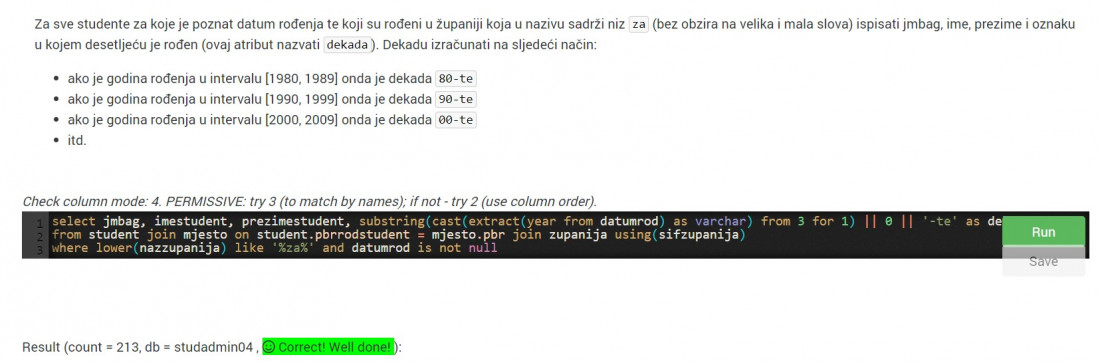 Za sve studente za koje je poznat datum rođenja te koji su rođeni u županiji koja u nazivu sadrži niz za (bez obzira na velika i mala slova) ispisati jmbag, ime, prezime i oznaku
u kojem desetljeću je rođen (ovaj atribut nazvati dekada). Dekadu izračunati na sljedeći način:
• ako je godina rođenja u intervalu [1980, 1989] onda je dekada 80-te
• ako je godina rođenja u intervalu [1990, 1999] onda je dekada 90-te
• ako je godina rođenja u intervalu [2000, 2009] onda je dekada 00-te
• itd.
Check column mode: 4. PERMISSIVE: try 3 (to match by names); if not - try 2 (use column order).
1 select jmbag, imestudent, prezimestudent, substring(cast(extract(year from datumrod) as varchar) from 3 for 1) || 0 || '-te' as de
2 from student join mjesto on student.pbrrodstudent = mjesto.pbr join zupanija using(sifzupanija)
3 where lower(nazzupanija) like '%za%' and datumrod is not null
Run
Save
Result (count = 213, db = studadmin04 , Correct! Well done!):